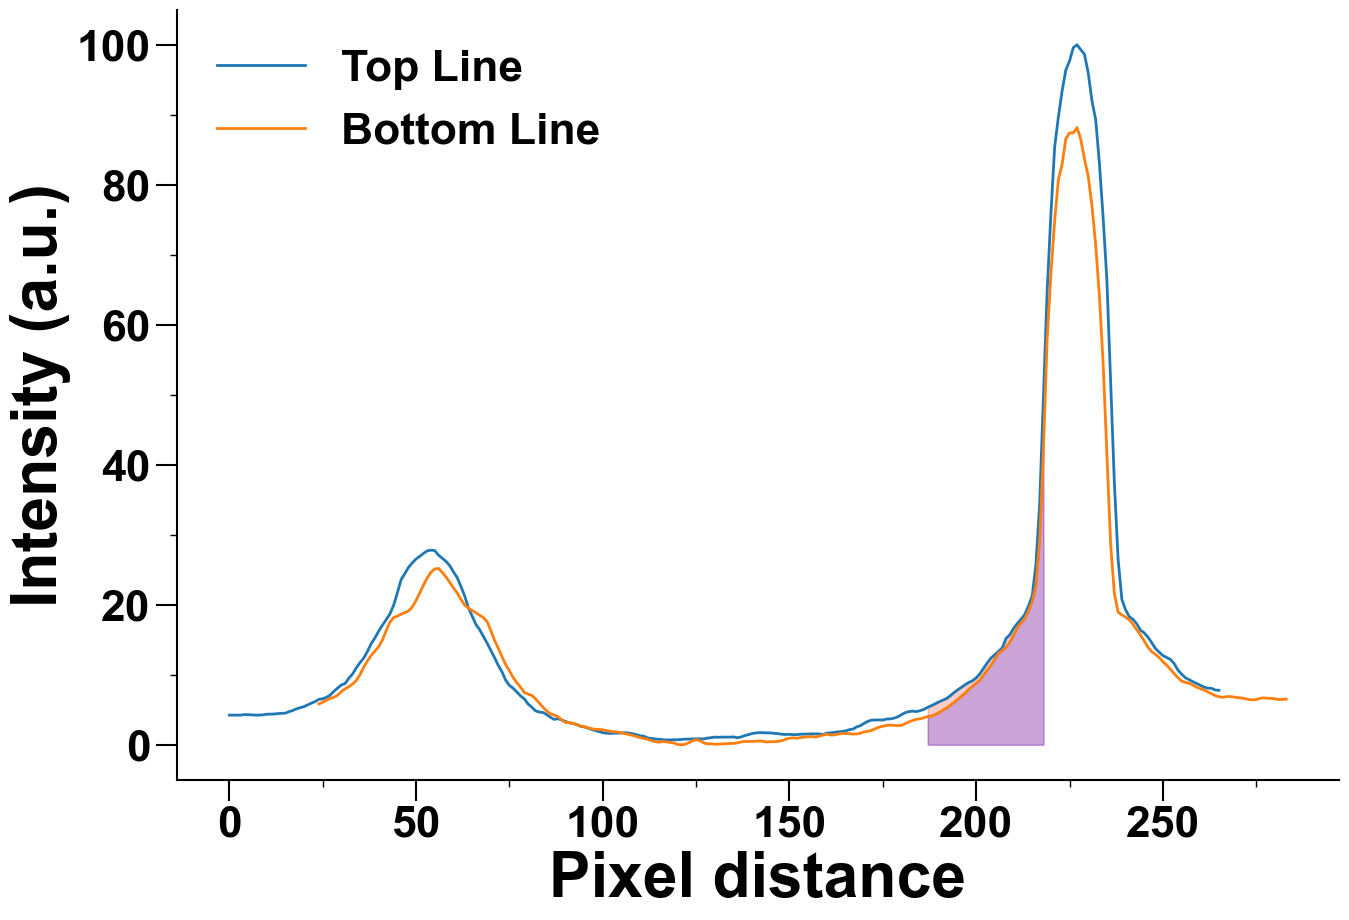 100
80
60
40
20
0
Intensity (a.u.)
Top Line
Bottom Line
0 50 100 150 200 250
Pixel distance